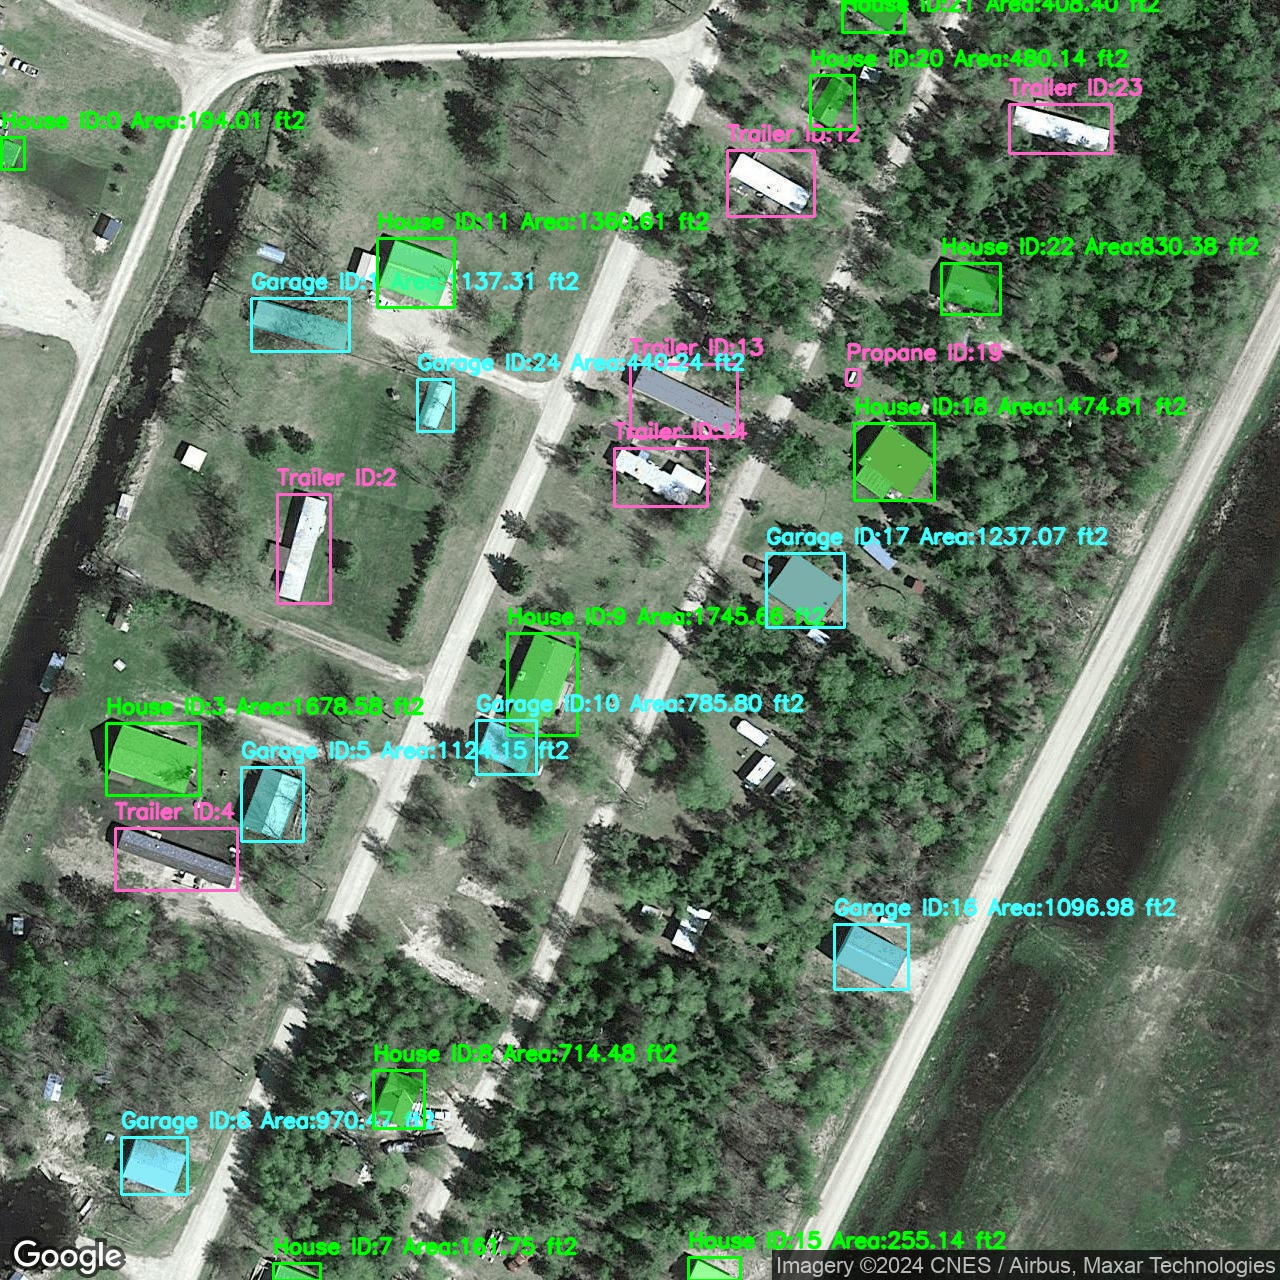 House ID:21 Area:408.40 ft2
House ID:20 Area:480.14 ft2
Trailer ID:23
House ID:0 Area:194.01 ft2
Trailer ID:12
House ID:11 Area:1360.61 ft2
House ID:22 Area:830.38 ft2
Garage ID:1 Area:1137.31 ft2
Trailer ID:13
Propane ID:19
Garage ID:24 Area:440.24 ft2
House ID:18 Area:1474.81 ft2
Trailer ID:14
Trailer ID:2
Garage ID:17 Area:1237.07 ft2
House ID:9 Area:1745.66 ft2
House ID:3 Area:1678.58 ft2
Garage ID:10 Area:785.80 ft2
Garage ID:5 Area:1124.15 ft2
Trailer ID:4
Garage ID:16 Area:1096.98 ft2
House ID:8 Area:714.48 ft2
Garage ID:6 Area:970.47 ft2
House ID:7 Area:161.75 ft2
House ID:15 Area:255.14 ft2
Google
Imagery ©2024 CNES / Airbus, Maxar Technologies